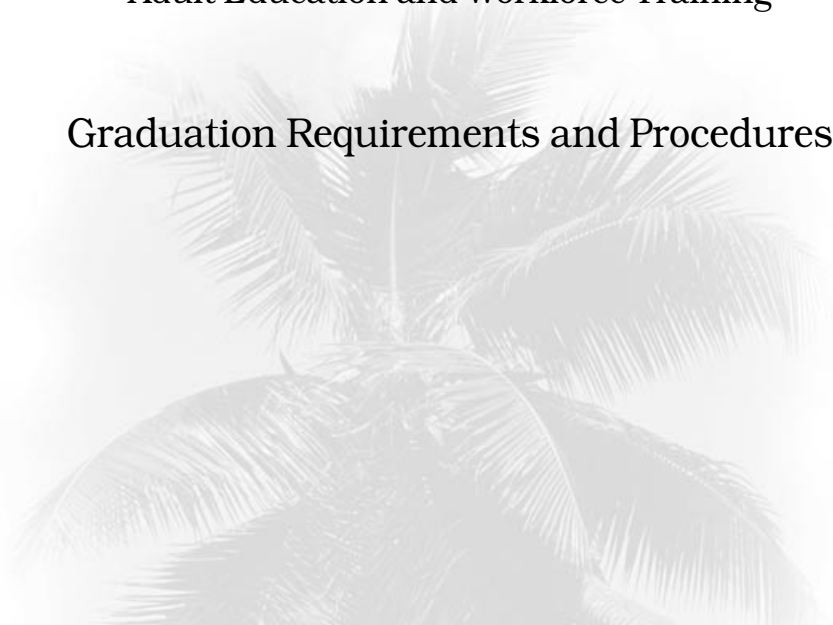 Adult Education and Workforce Training
Graduation Requirements and Procedures